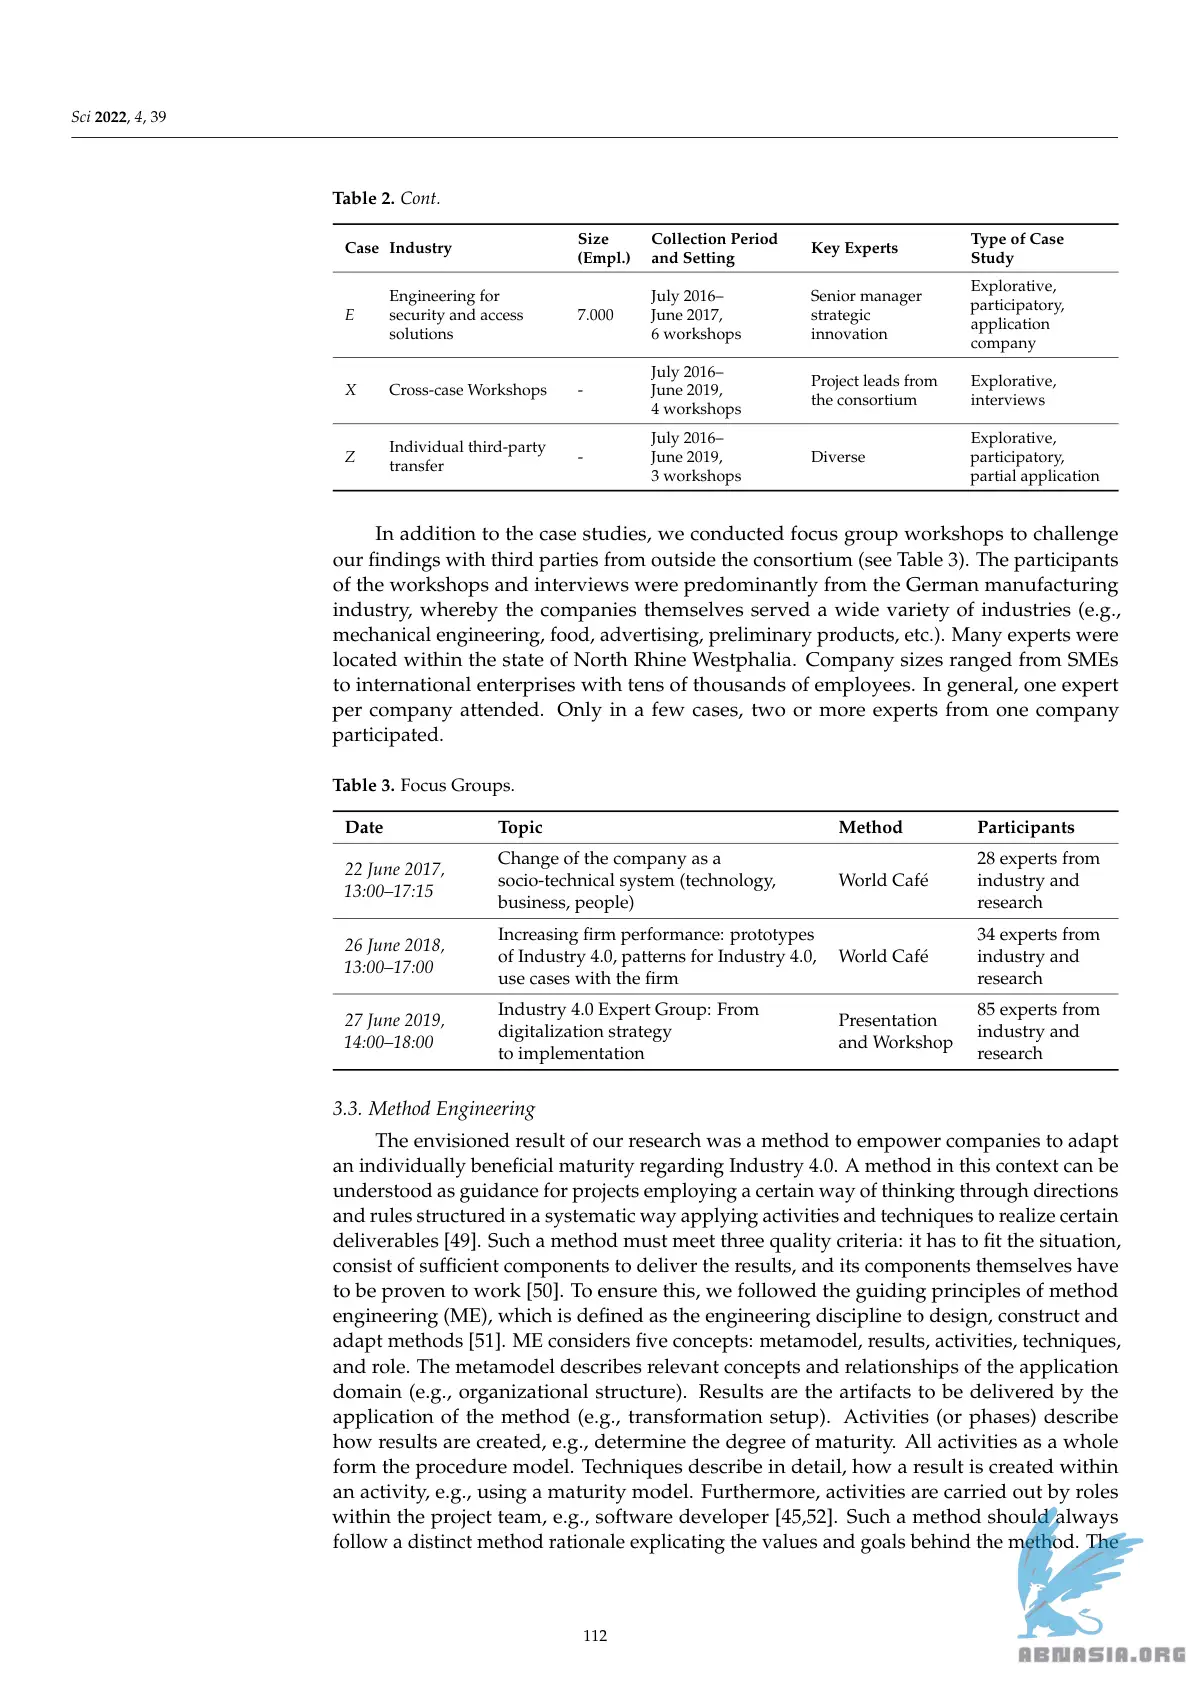 Sci 2022, 4, 39
Table 2. Cont.
Case Industry Size (Empl.) Collection Period and Setting Key Experts Type of Case Study
E Engineering for security and access solutions 7.000 July 2016– June 2017, 6 workshops Senior manager strategic innovation Explorative, participatory, application company
X Cross-case Workshops - July 2016– June 2019, 4 workshops Project leads from the consortium Explorative, interviews
Z Individual third-party transfer - July 2016– June 2019, 3 workshops Diverse Explorative, participatory, partial application
In addition to the case studies, we conducted focus group workshops to challenge
our findings with third parties from outside the consortium (see Table 3). The participants
of the workshops and interviews were predominantly from the German manufacturing
industry, whereby the companies themselves served a wide variety of industries (e.g.,
mechanical engineering, food, advertising, preliminary products, etc.). Many experts were
located within the state of North Rhine Westphalia. Company sizes ranged from SMEs
to international enterprises with tens of thousands of employees. In general, one expert
per company attended. Only in a few cases, two or more experts from one company
participated.
Table 3. Focus Groups.
Date Topic Method Participants
22 June 2017, 13:00–17:15 Change of the company as a socio-technical system (technology, business, people) World Café 28 experts from industry and research
26 June 2018, 13:00–17:00 Increasing firm performance: prototypes of Industry 4.0, patterns for Industry 4.0, use cases with the firm World Café 34 experts from industry and research
27 June 2019, 14:00–18:00 Industry 4.0 Expert Group: From digitalization strategy to implementation Presentation and Workshop 85 experts from industry and research
3.3. Method Engineering
The envisioned result of our research was a method to empower companies to adapt
an individually beneficial maturity regarding Industry 4.0. A method in this context can be
understood as guidance for projects employing a certain way of thinking through directions
and rules structured in a systematic way applying activities and techniques to realize certain
deliverables [49]. Such a method must meet three quality criteria: it has to fit the situation,
consist of sufficient components to deliver the results, and its components themselves have
to be proven to work [50]. To ensure this, we followed the guiding principles of method
engineering (ME), which is defined as the engineering discipline to design, construct and
adapt methods [51]. ME considers five concepts: metamodel, results, activities, techniques,
and role. The metamodel describes relevant concepts and relationships of the application
domain (e.g., organizational structure). Results are the artifacts to be delivered by the
application of the method (e.g., transformation setup). Activities (or phases) describe
how results are created, e.g., determine the degree of maturity. All activities as a whole
form the procedure model. Techniques describe in detail, how a result is created within
an activity, e.g., using a maturity model. Furthermore, activities are carried out by roles
within the project team, e.g., software developer [45,52]. Such a method should always
follow a distinct method rationale explicating the values and goals behind the method. The
112
ABNASIA.ORG